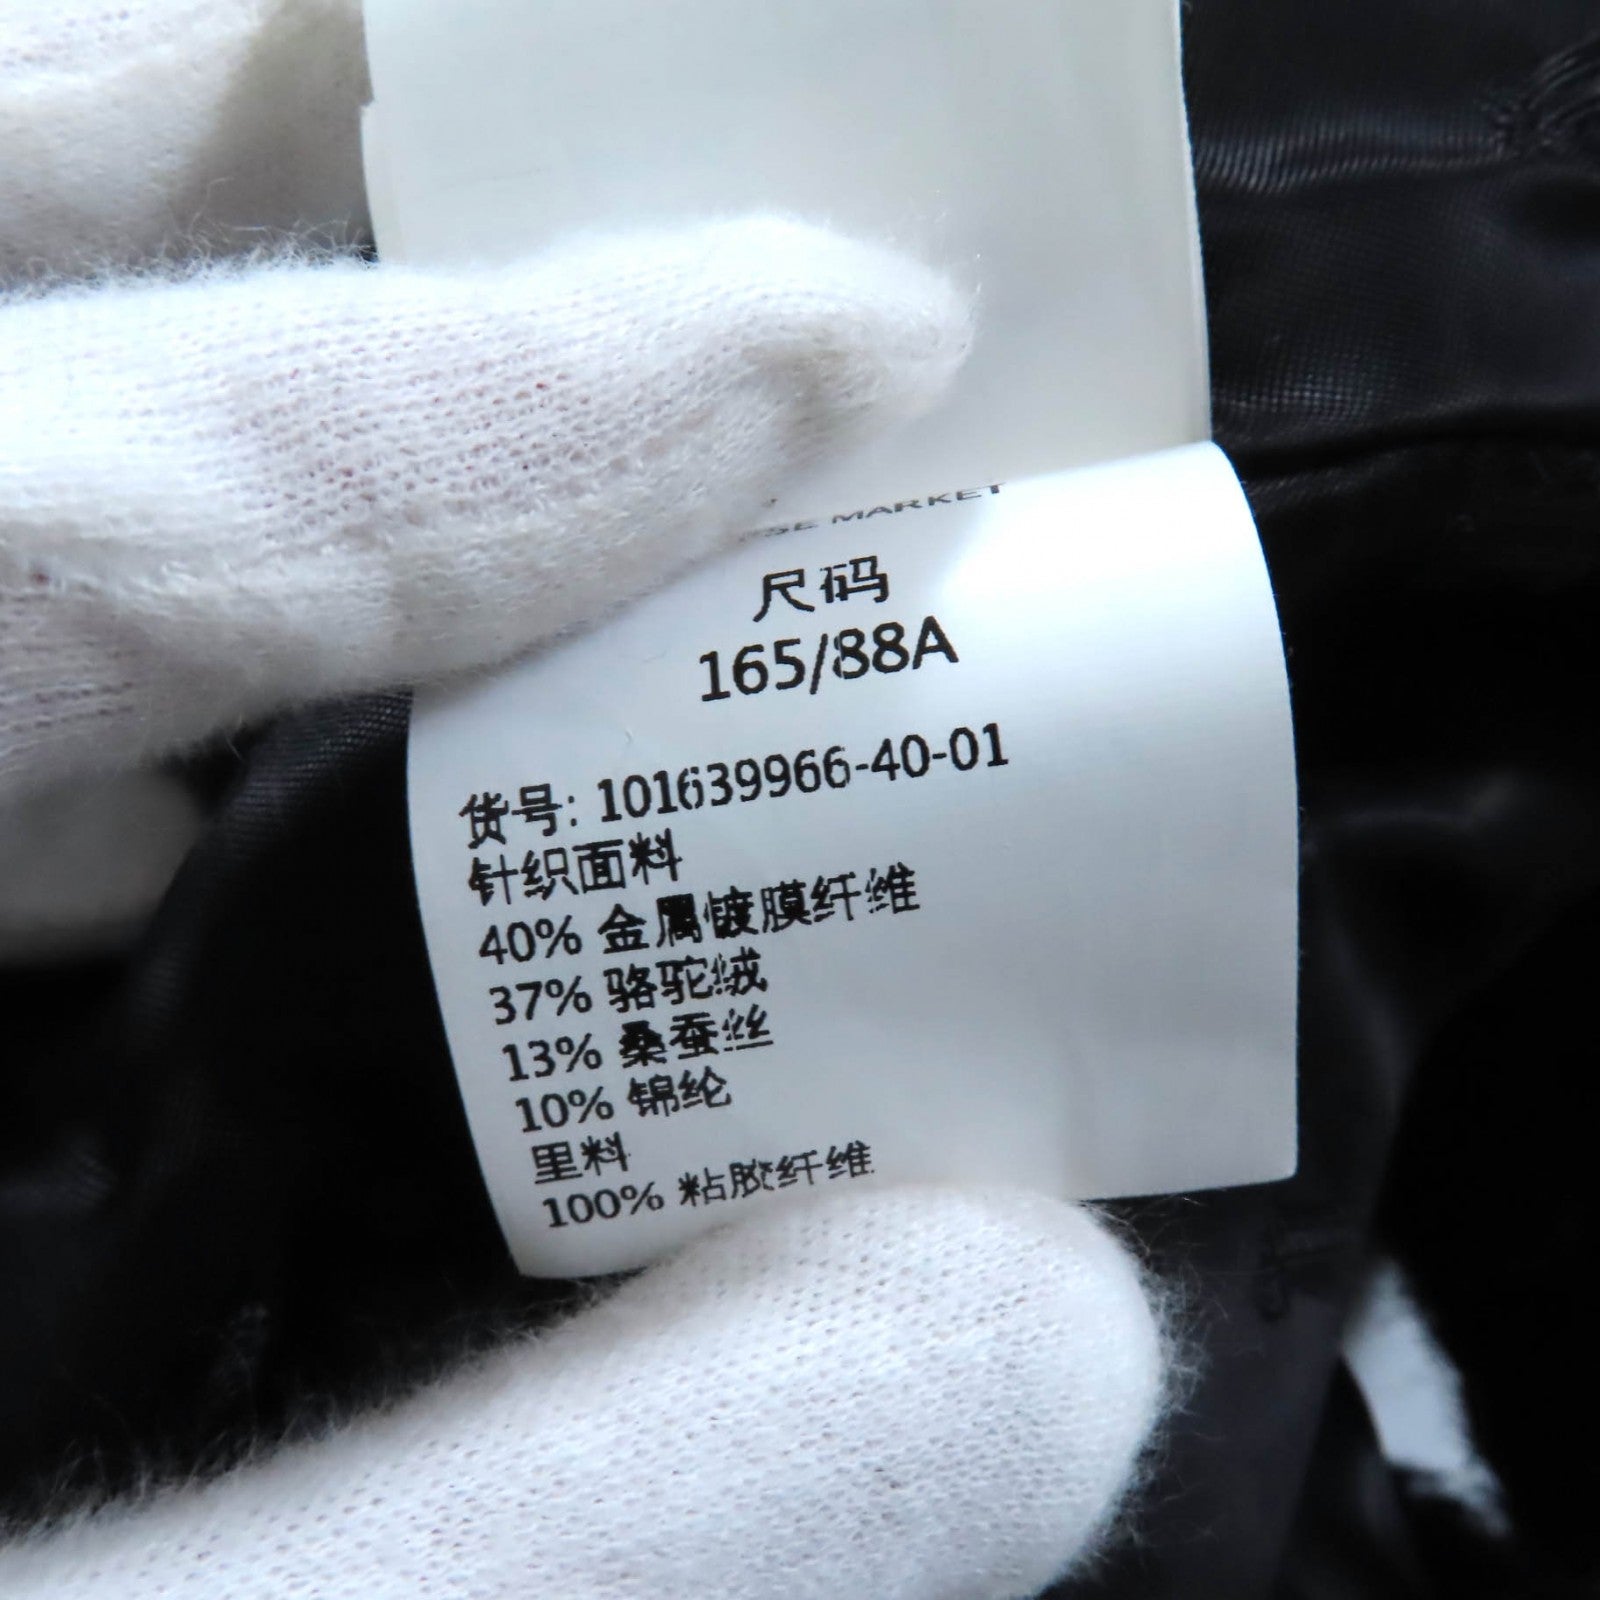 MARKET
尺码
165/88A
货号: 101639966-40-01
针织面料
40% 金属镀膜纤维
37% 骆驼绒
13% 桑蚕丝
10% 锦纶
里料
100% 粘胶纤维